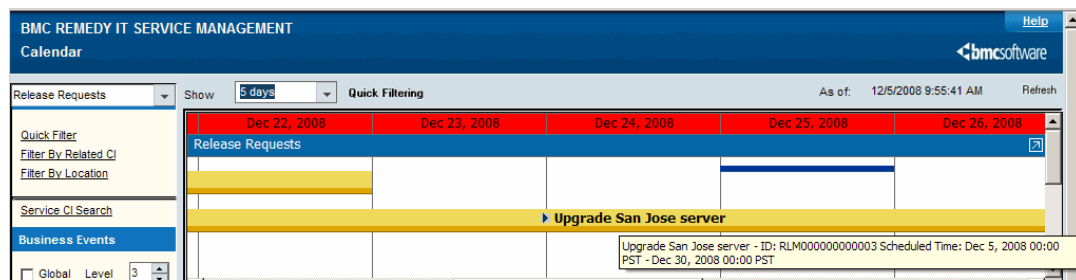 BMC REMEDY IT SERVICE MANAGEMENT
Help
Calendar
bmcsoftware
Release Requests
Show
5 days
Quick Filtering
As of:
12/5/2008 9:55:41 AM
Refresh
Dec 22, 2008
Dec 23, 2008
Dec 24, 2008
Dec 25, 2008
Dec 26, 2008
Quick Filter
Filter By Related CI
Filter By Location
Release Requests
Service CI Search
Upgrade San Jose server
Business Events
Upgrade San Jose server - ID: RLM000000000003 Scheduled Time: Dec 5, 2008 00:00
PST - Dec 30, 2008 00:00 PST
Global Level 3